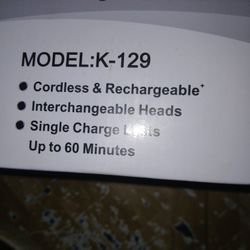 MODEL:K-129
• Cordless & Rechargeable+
• Interchangeable Heads
• Single Charge Lasts
Up to 60 Minutes